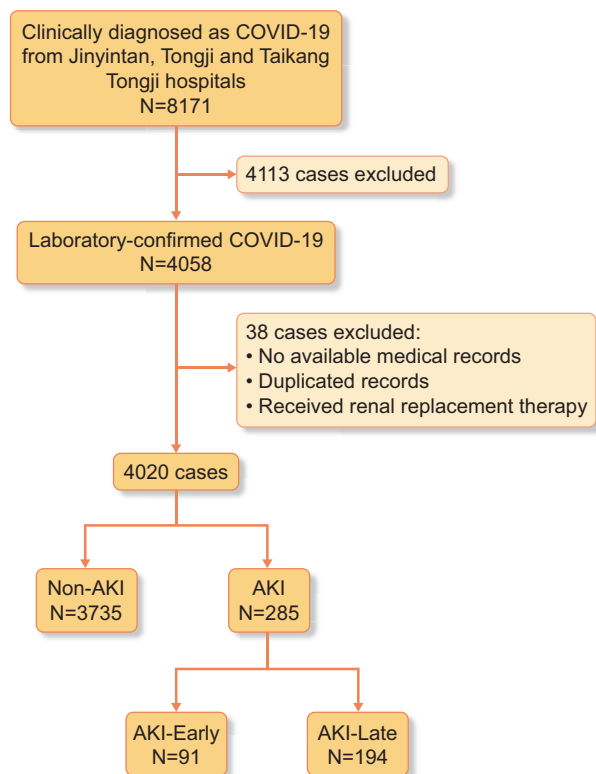 Clinically diagnosed as COVID-19
from Jinyintan, Tongji and Taikang
Tongji hospitals
N=8171
4113 cases excluded
Laboratory-confirmed COVID-19
N=4058
38 cases excluded:
• No available medical records
• Duplicated records
• Received renal replacement therapy
4020 cases
Non-AKI
N=3735
AKI
N=285
AKI-Early
N=91
AKI-Late
N=194